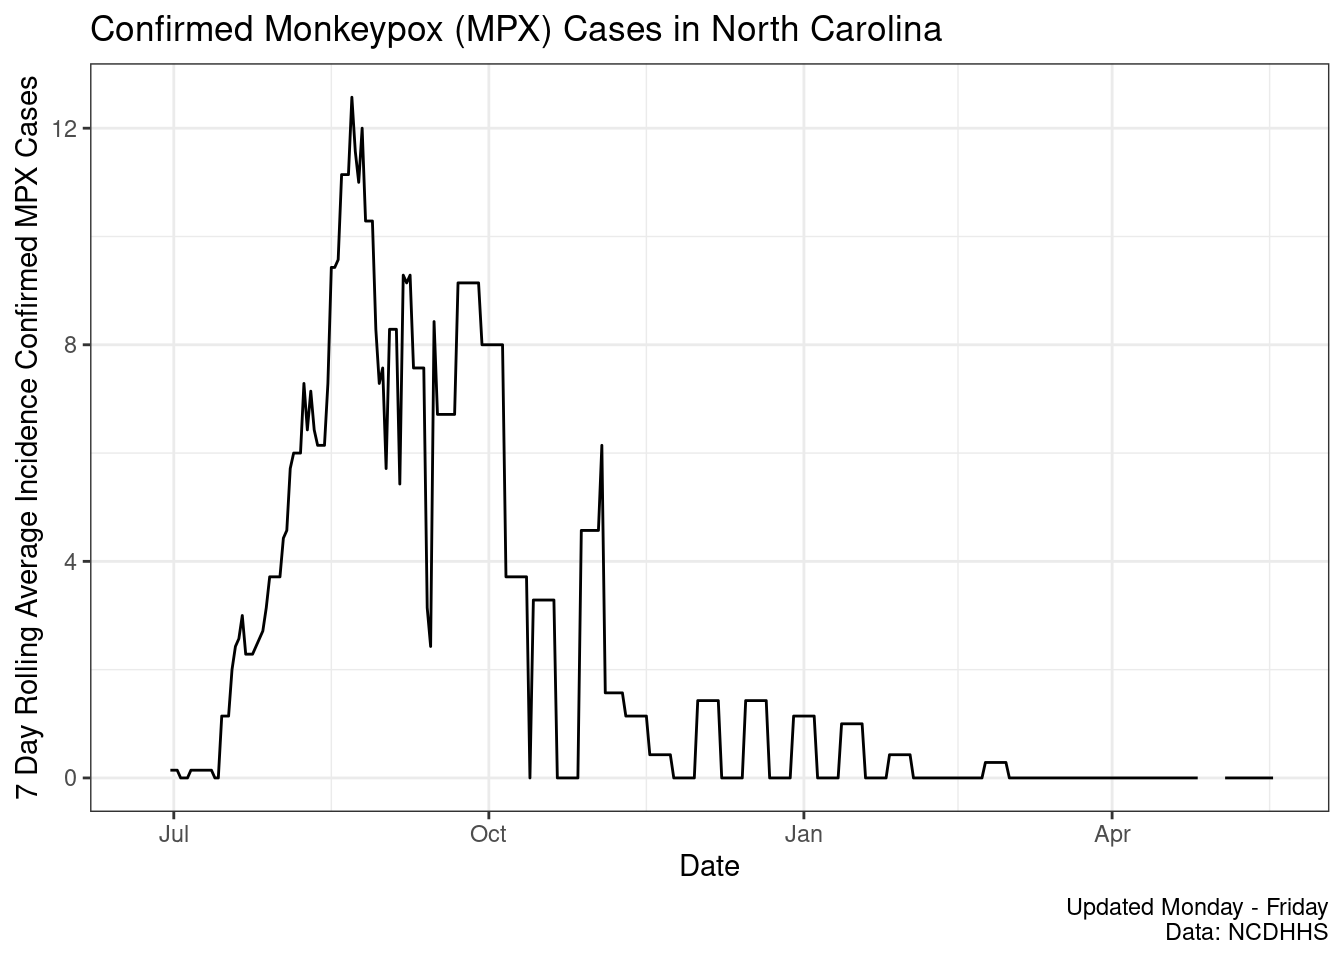 Confirmed Monkeypox (MPX) Cases in North Carolina
7 Day Rolling Average Incidence Confirmed MPX Cases
12
8
4
0
Jul
Oct
Jan
Apr
Date
Updated Monday - Friday
Data: NCDHHS